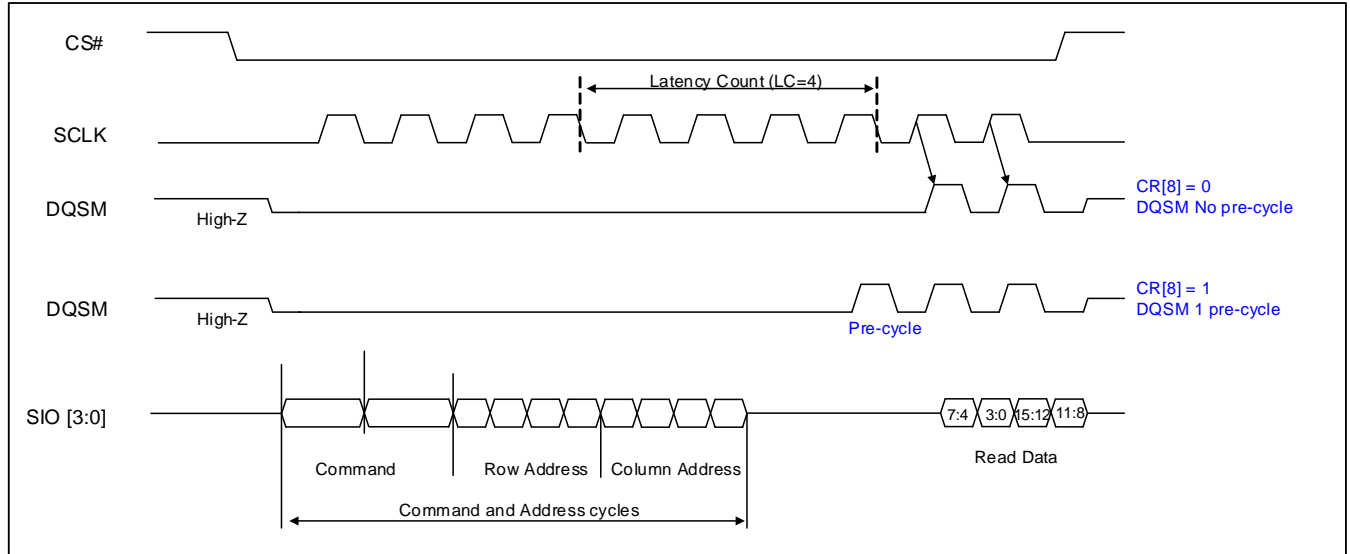 CS#
Latency Count (LC=4)
SCLK
CR[8] = 0
DQSM
DQSM No pre-cycle
High-Z
CR[8] = 1
DQSM
DQSM 1 pre-cycle
High-Z
Pre-cycle
SIO [3:0]
7:4 3:0 15:12 11:8
Command Row Address Column Address Read Data
Command and Address cycles